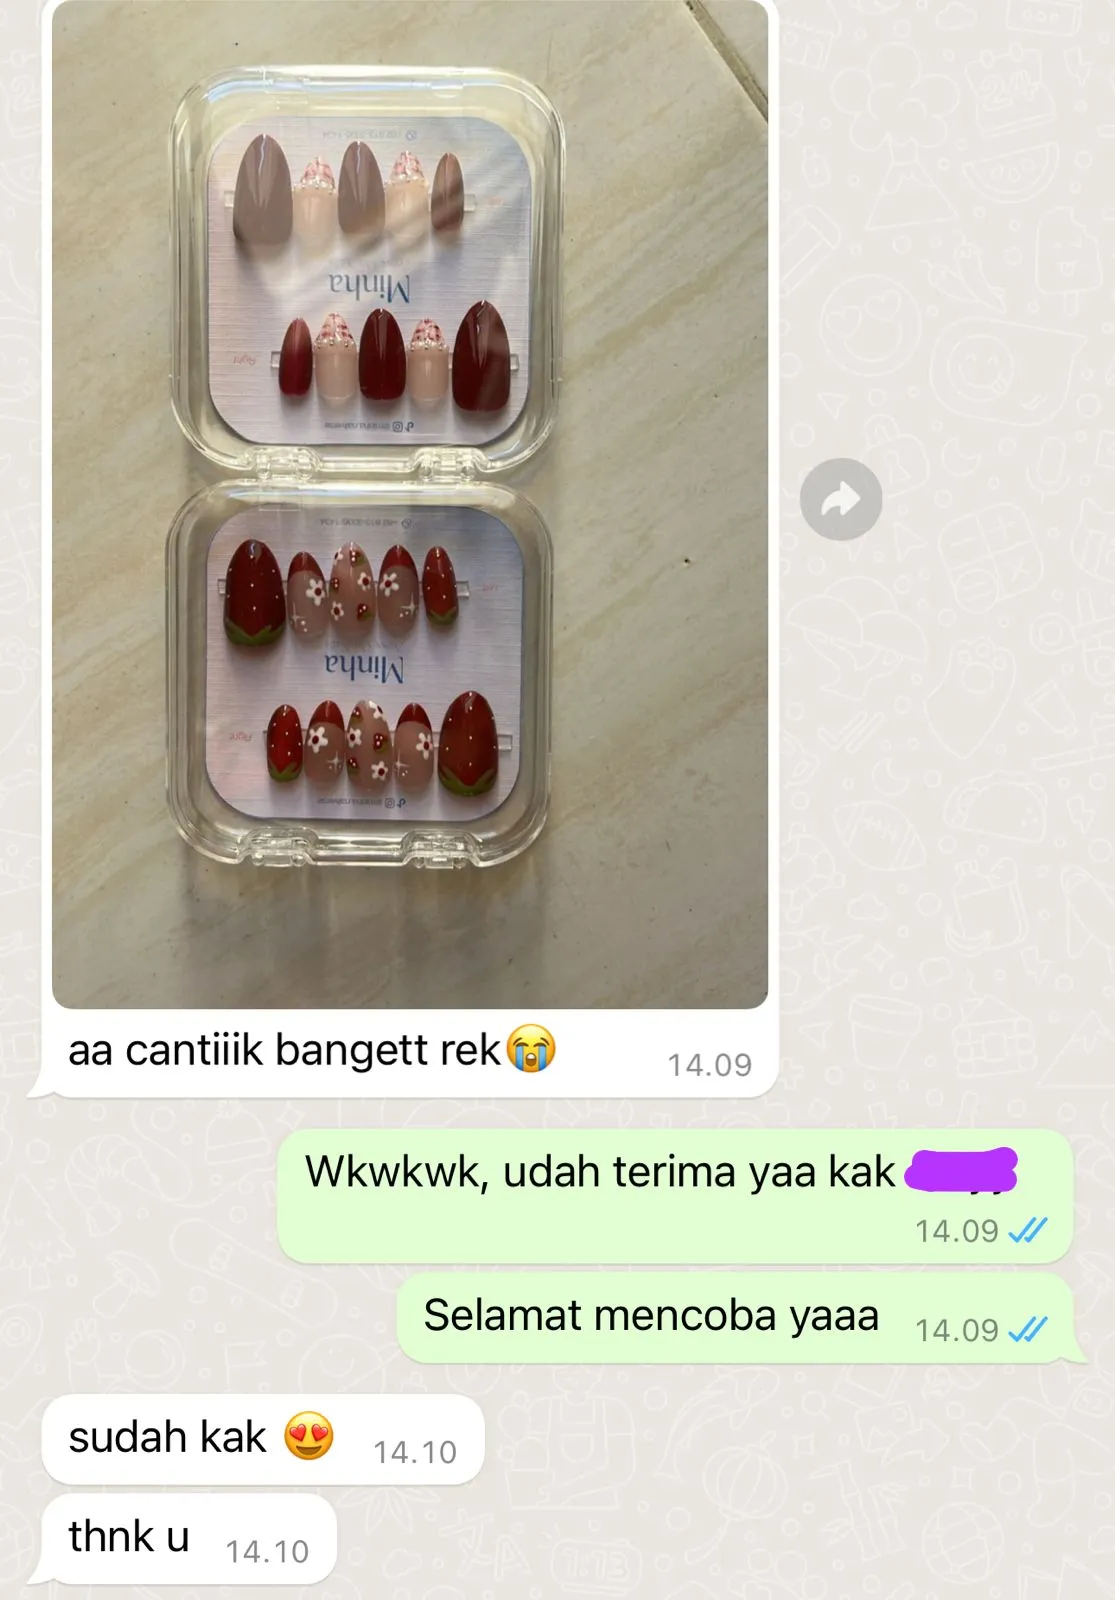 Minha
Minha
aa cantiiik bangett rek😭
14.09
Wkwkwk, udah terima yaa kak
14.09
Selamat mencoba yaaa
14.09
sudah kak 😍
14.10
thnk u
14.10